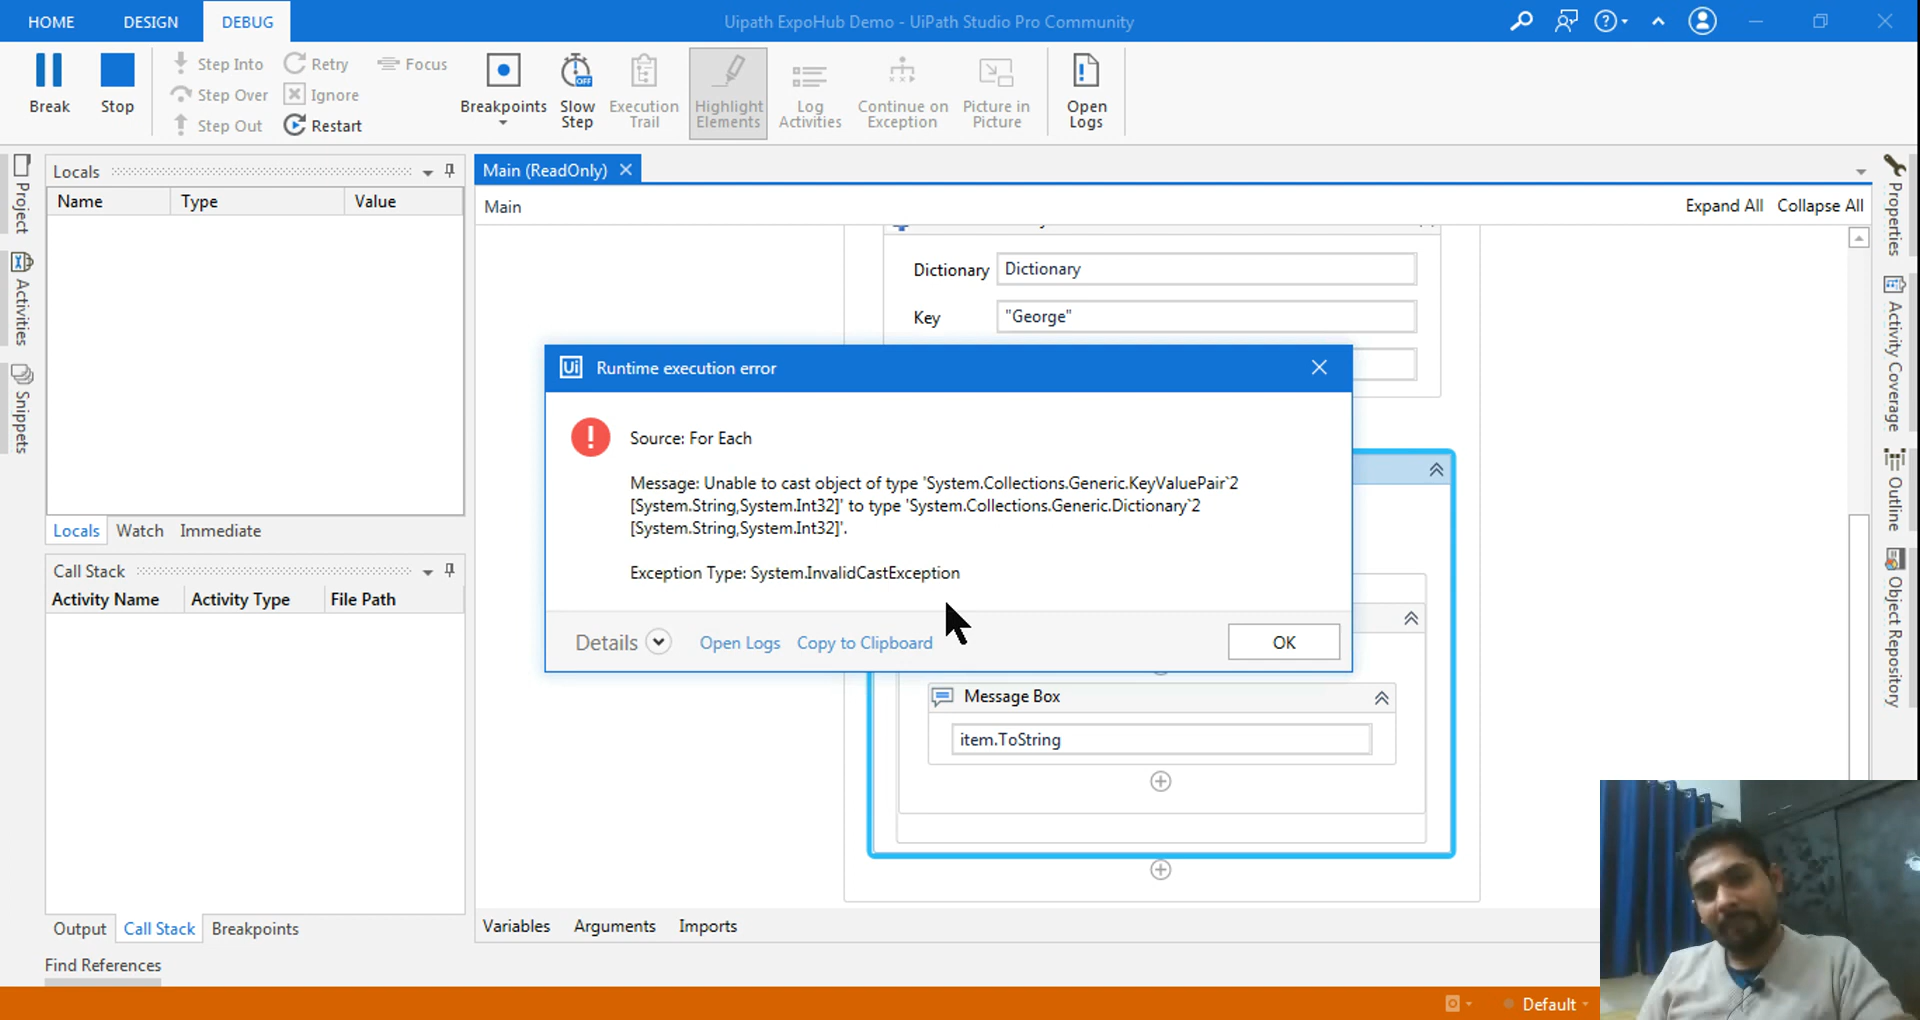 HOME DESIGN DEBUG Uipath ExpoHub Demo - UiPath Studio Pro Community
Break
Stop
Step Into
Step Over
Step Out
Retry
Ignore
Restart
Focus
Breakpoints
Slow
Step
Execution
Trail
Highlight
Elements
Log
Activities
Continue on
Exception
Picture in
Picture
Open
Logs
Project
Activities
Snippets
Locals
Name Type Value
Locals Watch Immediate
Call Stack
Activity Name Activity Type File Path
Output Call Stack Breakpoints
Find References
Main (ReadOnly)
Main
Expand All Collapse All
Dictionary Dictionary
Key "George"
Ui Runtime execution error
Source: For Each
Message: Unable to cast object of type 'System.Collections.Generic.KeyValuePair`2
[System.String,System.Int32]' to type 'System.Collections.Generic.Dictionary`2
[System.String,System.Int32]'.
Exception Type: System.InvalidCastException
Details Open Logs Copy to Clipboard OK
Message Box
item.ToString
Variables Arguments Imports
Properties
Activity Coverage
Outline
Object Repository
Default